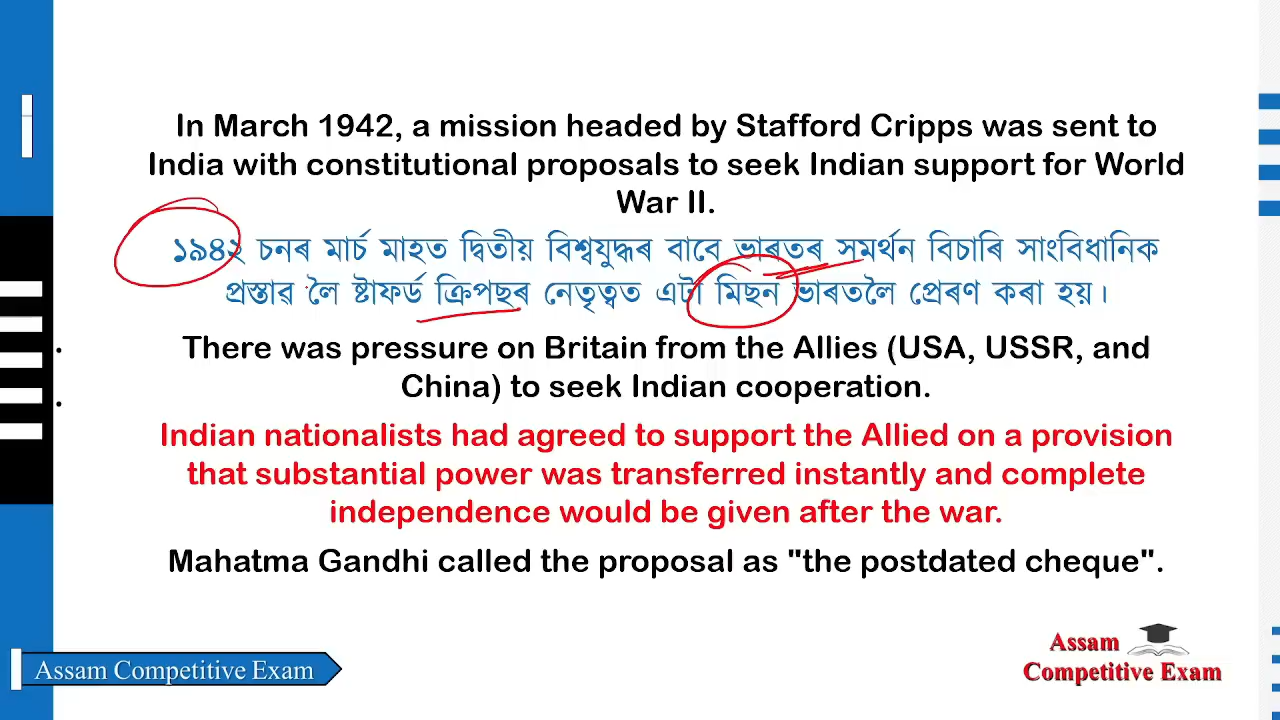 In March 1942, a mission headed by Stafford Cripps was sent to
India with constitutional proposals to seek Indian support for World
War II.
১৯৪২ চনৰ মাৰ্চ মাহত দ্বিতীয় বিশ্বযুদ্ধৰ বাবে ভাৰতৰ সমৰ্থন বিচাৰি সাংবিধানিক
প্ৰস্তাৱ লৈ ষ্টাফৰ্ড ক্ৰিপছৰ নেতৃত্বত এটা মিছন ভাৰতলৈ প্ৰেৰণ কৰা হয়।
There was pressure on Britain from the Allies (USA, USSR, and
China) to seek Indian cooperation.
Indian nationalists had agreed to support the Allied on a provision
that substantial power was transferred instantly and complete
independence would be given after the war.
Mahatma Gandhi called the proposal as "the postdated cheque".
Assam Competitive Exam
Assam
Competitive Exam